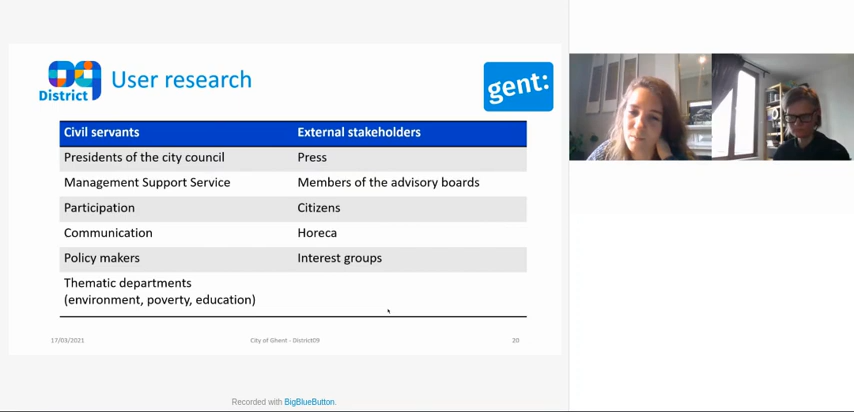 District
User research
gent:
Civil servants External stakeholders
Presidents of the city council Press
Management Support Service Members of the advisory boards
Participation Citizens
Communication Horeca
Policy makers Interest groups
Thematic departments
(environment, poverty, education)
17/03/2021 City of Ghent - District09 20
Recorded with BigBlueButton.